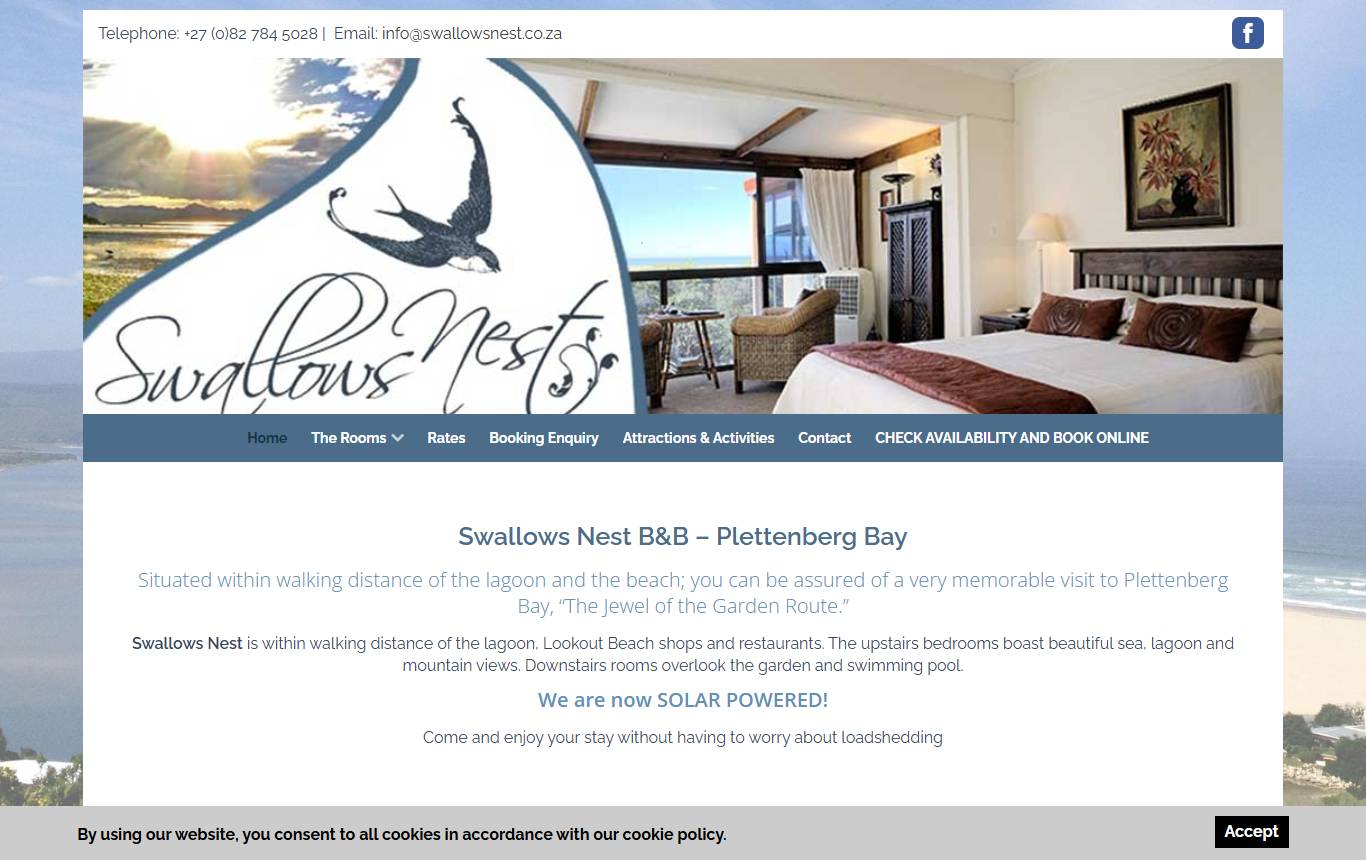 Telephone: +27 (0)82 784 5028 | Email: info@swallowsnest.co.za
f
Swallows Nest
Home The Rooms Rates Booking Enquiry Attractions & Activities Contact CHECK AVAILABILITY AND BOOK ONLINE
Swallows Nest B&B – Plettenberg Bay
Situated within walking distance of the lagoon and the beach; you can be assured of a very memorable visit to Plettenberg
Bay, “The Jewel of the Garden Route.”
Swallows Nest is within walking distance of the lagoon, Lookout Beach shops and restaurants. The upstairs bedrooms boast beautiful sea, lagoon and
mountain views. Downstairs rooms overlook the garden and swimming pool.
We are now SOLAR POWERED!
Come and enjoy your stay without having to worry about loadshedding
By using our website, you consent to all cookies in accordance with our cookie policy.
Accept